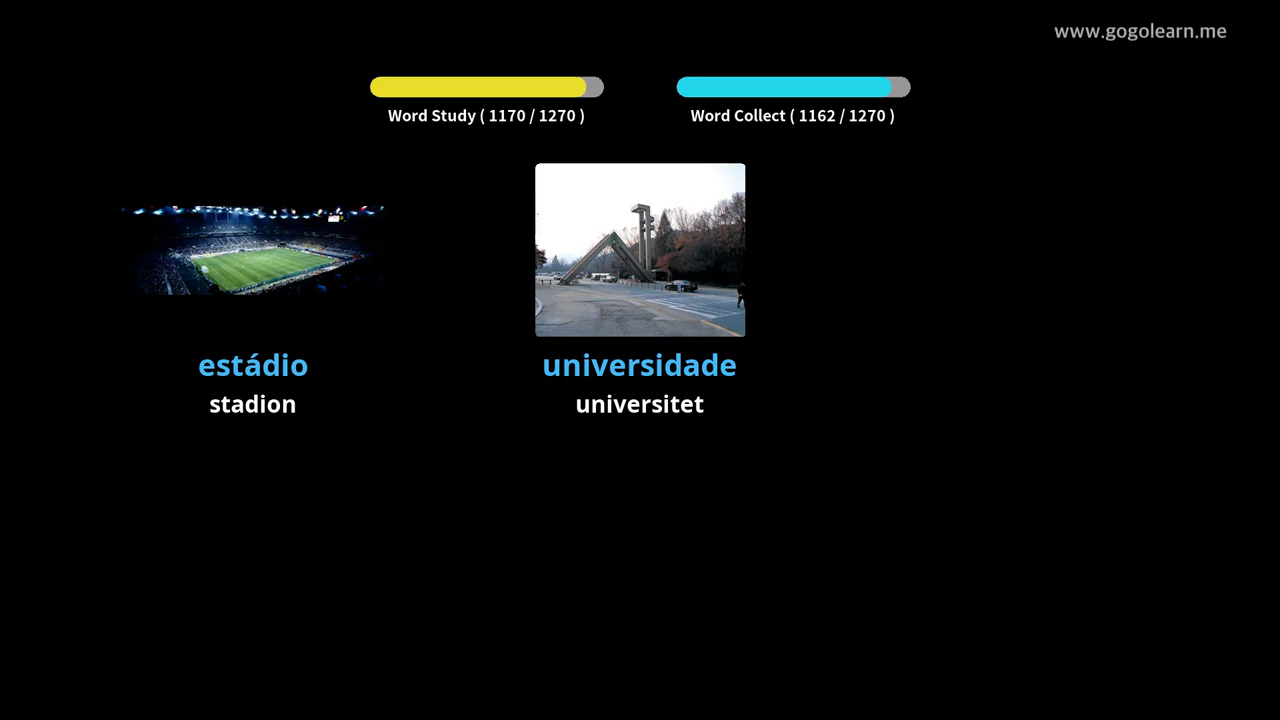 www.gogolearn.me
Word Study ( 1170 / 1270 )
Word Collect ( 1162 / 1270 )
estádio
stadion
universidade
universitet